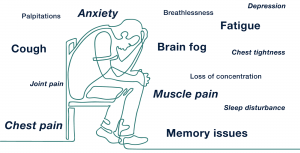 Depression
Palpitations
Anxiety
Breathlessness
Fatigue
Cough
Brain fog
Chest tightness
Joint pain
Loss of concentration
Muscle pain
Sleep disturbance
Chest pain
Memory issues